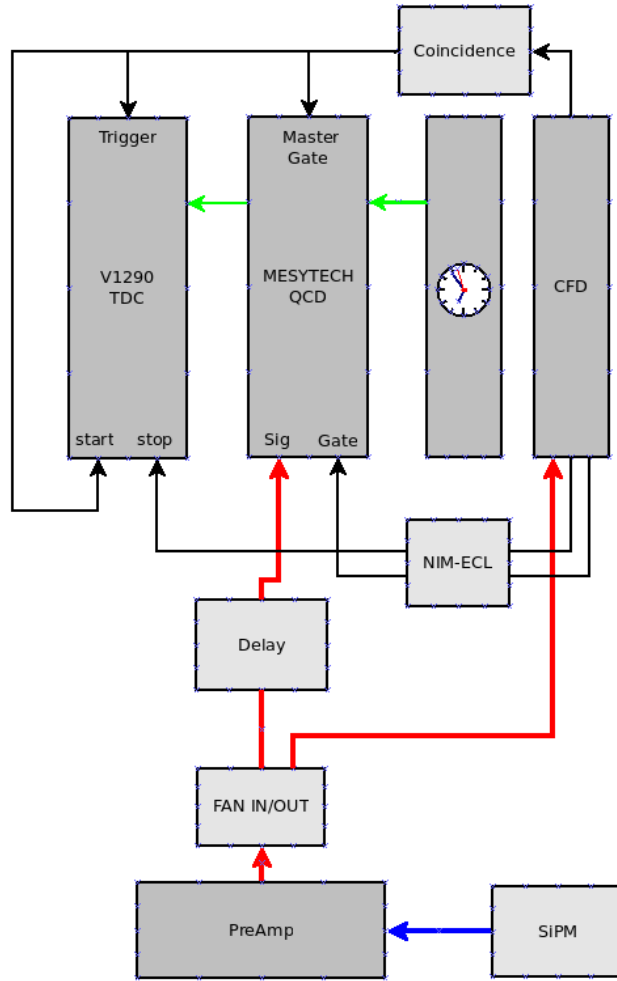 Coincidence
Trigger
Master
Gate
V1290
TDC
MESYTECH
QCD
CFD
start
stop
Sig
Gate
NIM-ECL
Delay
FAN IN/OUT
PreAmp
SiPM